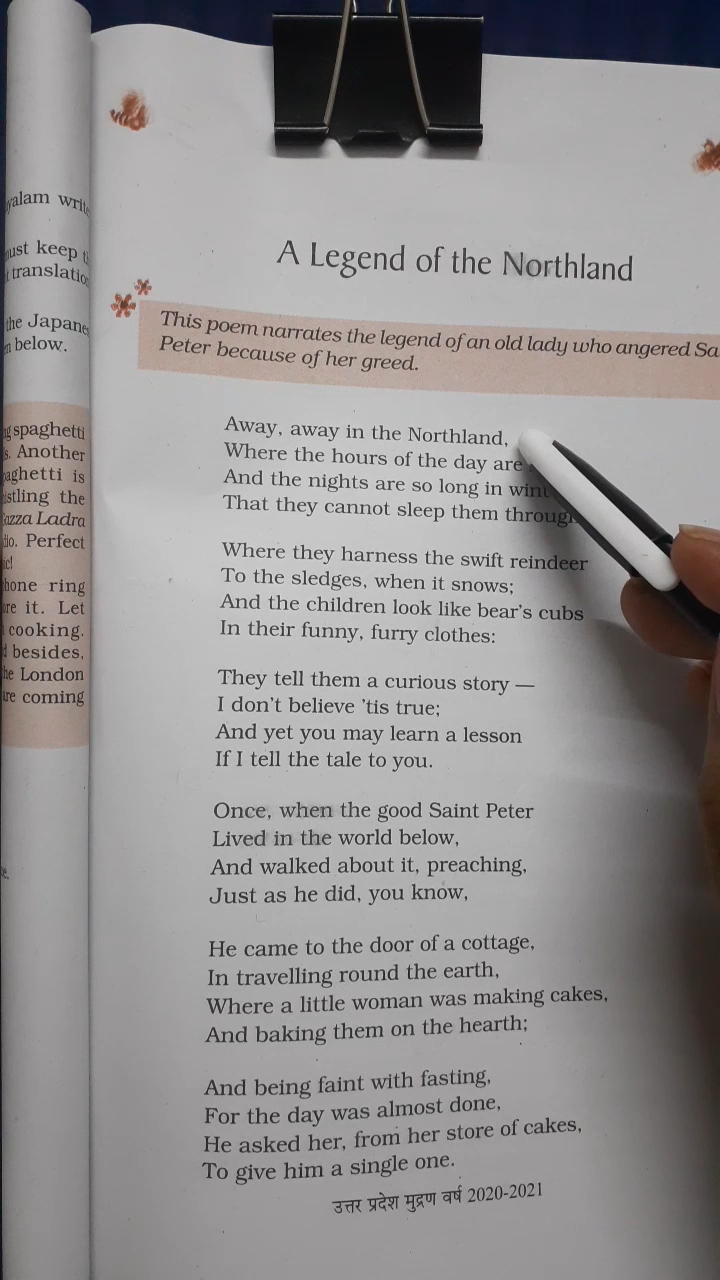 yalam write
must keep t
t translatio
the Japane
n below.
g spaghetti
s. Another
paghetti is
istling the
Gazza Ladra
dio. Perfect
ic!
hone ring
ore it. Let
cooking.
d besides,
he London
are coming
A Legend of the Northland
This poem narrates the legend of an old lady who angered Sa
Peter because of her greed.
Away, away in the Northland,
Where the hours of the day are
And the nights are so long in wint
That they cannot sleep them through
Where they harness the swift reindeer
To the sledges, when it snows;
And the children look like bear's cubs
In their funny, furry clothes:
They tell them a curious story —
I don't believe 'tis true;
And yet you may learn a lesson
If I tell the tale to you.
Once, when the good Saint Peter
Lived in the world below,
And walked about it, preaching,
Just as he did, you know,
He came to the door of a cottage,
In travelling round the earth,
Where a little woman was making cakes,
And baking them on the hearth;
And being faint with fasting,
For the day was almost done,
He asked her, from her store of cakes,
To give him a single one.
उत्तर प्रदेश मुद्रण वर्ष 2020-2021